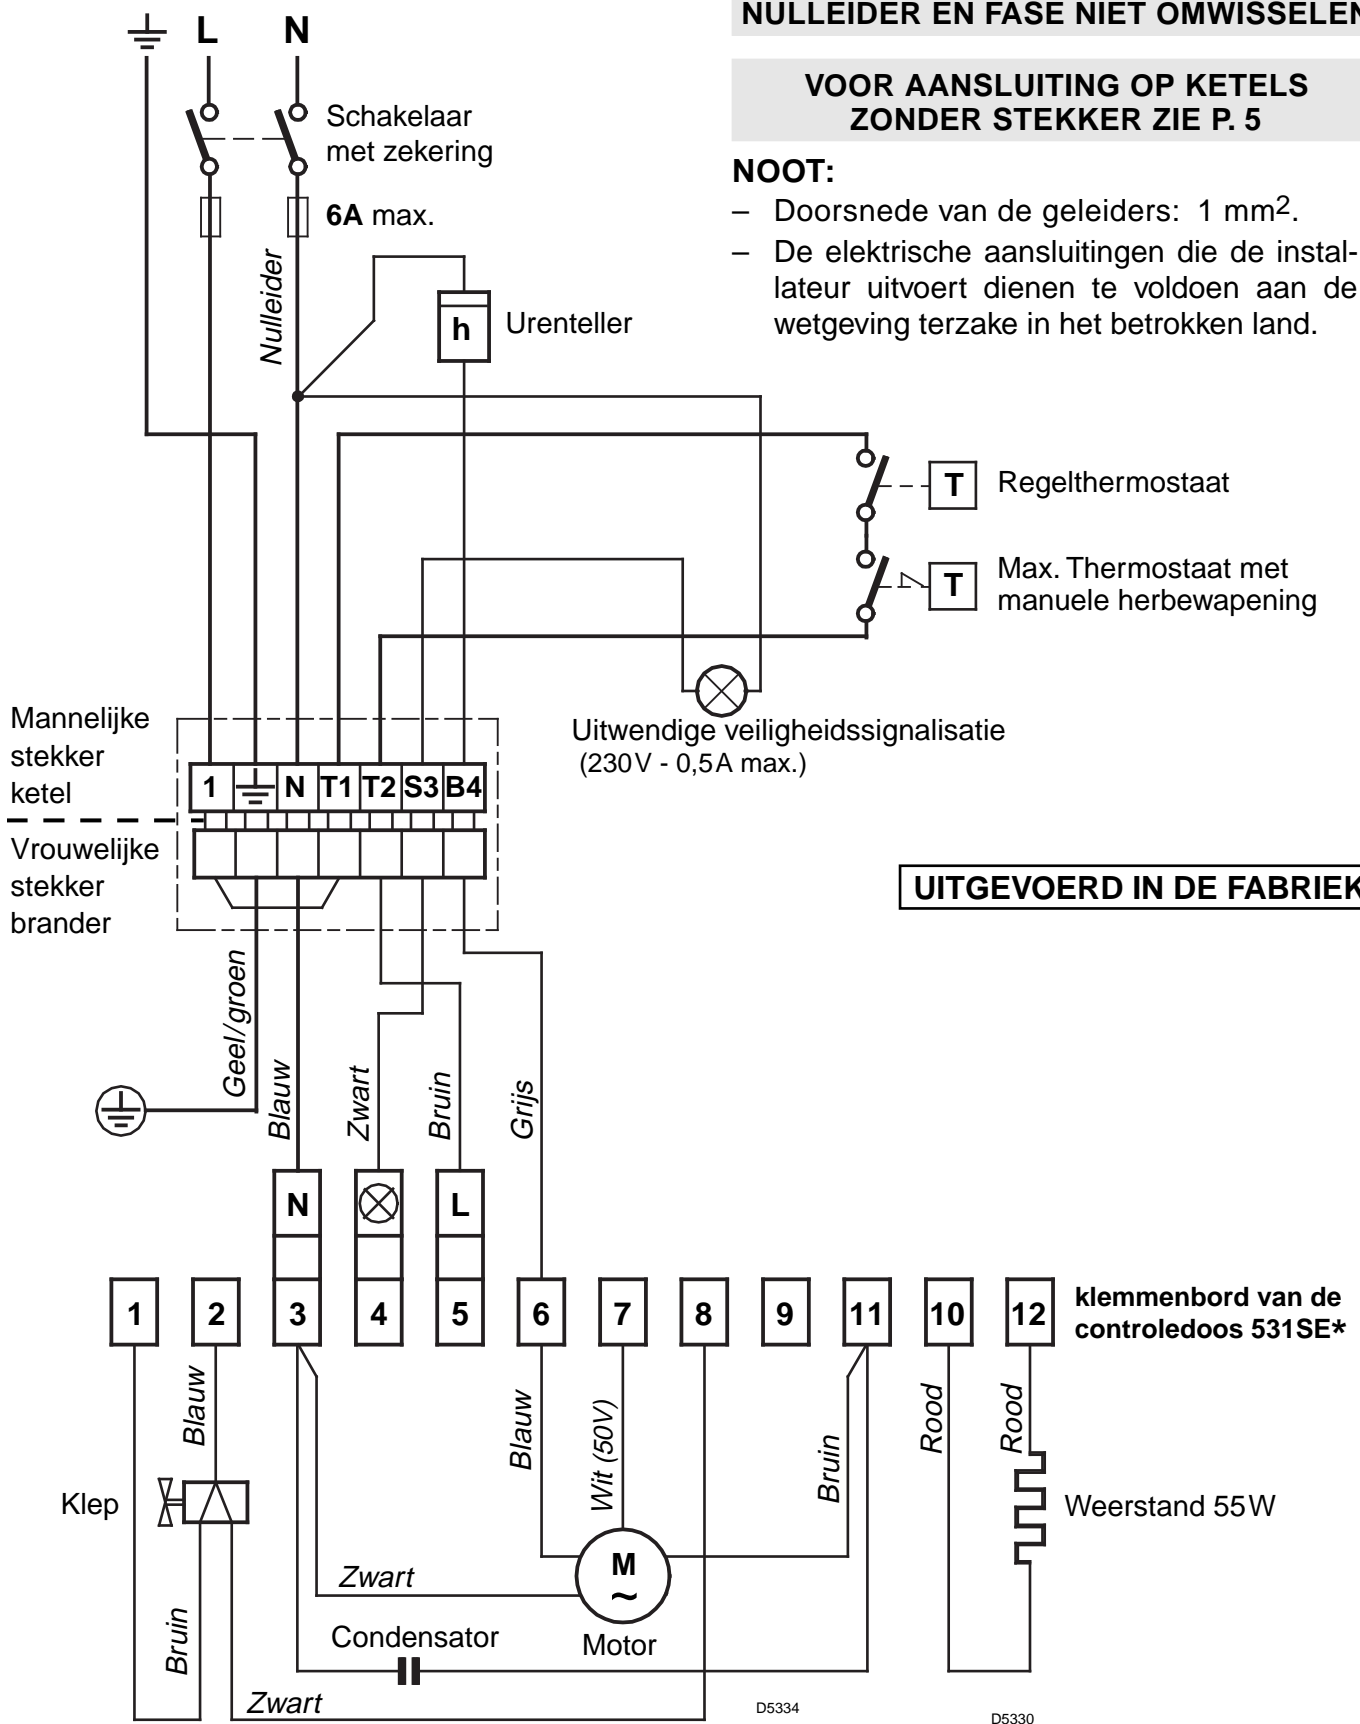 NULLEIDER EN FASE NIET OMWISSELEN
L N
VOOR AANSLUITING OP KETELS
ZONDER STEKKER ZIE P. 5
Schakelaar
met zekering
NOOT:
6A max.
– Doorsnede van de geleiders: 1 mm².
– De elektrische aansluitingen die de instal-
lateur uitvoert dienen te voldoen aan de
wetgeving terzake in het betrokken land.
Nulleider
h Urenteller
T Regelthermostaat
T Max. Thermostaat met
manuele herbewapening
Uitwendige veiligheidssignalisatie
(230V - 0,5A max.)
Mannelijke
stekker
ketel
1 N T1 T2 S3 B4
Vrouwelijke
stekker
brander
UITGEVOERD IN DE FABRIEK
Geel/groen
Blauw
Zwart
Bruin
Grijs
N L
1 2 3 4 5 6 7 8 9 11 10 12
klemmenbord van de
controledoos 531SE*
Blauw
Blauw
Wit (50V)
Bruin
Rood
Rood
Klep
Weerstand 55W
M
~
Zwart
Bruin
Condensator
Motor
Zwart
D5334
D5330